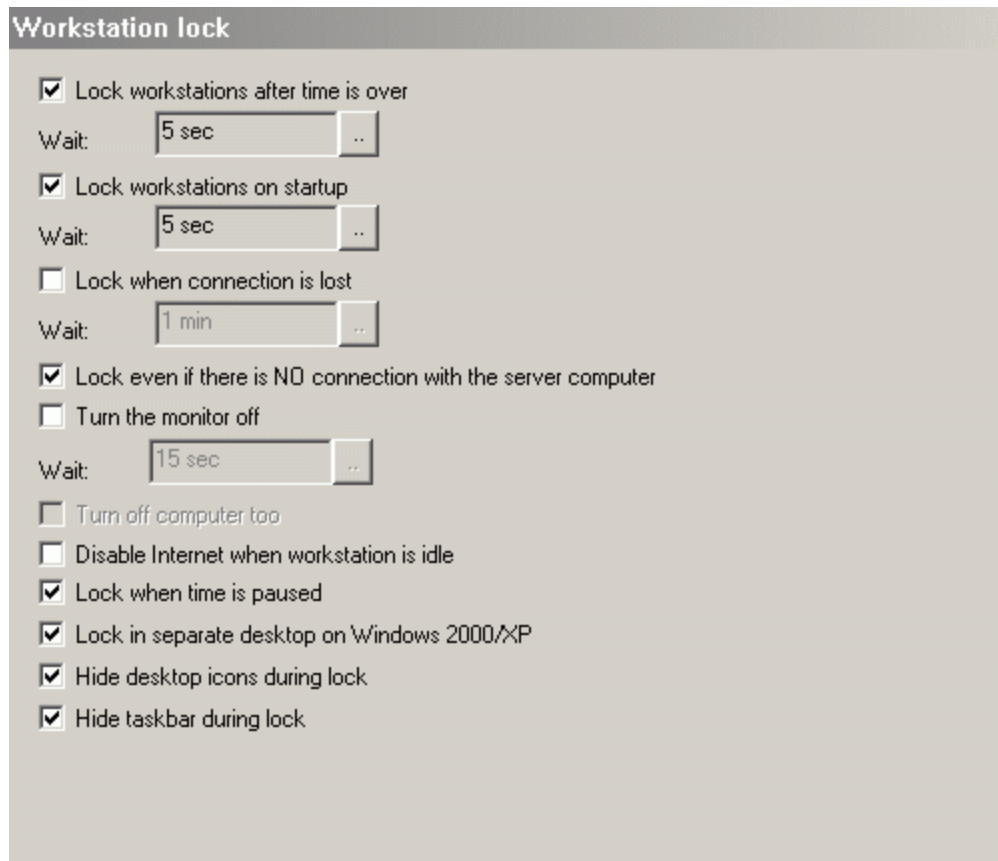 Workstation lock
Lock workstations after time is over
Wait: 5 sec ..
Lock workstations on startup
Wait: 5 sec ..
Lock when connection is lost
Wait: 1 min ..
Lock even if there is NO connection with the server computer
Turn the monitor off
Wait: 15 sec ..
Turn off computer too
Disable Internet when workstation is idle
Lock when time is paused
Lock in separate desktop on Windows 2000/XP
Hide desktop icons during lock
Hide taskbar during lock